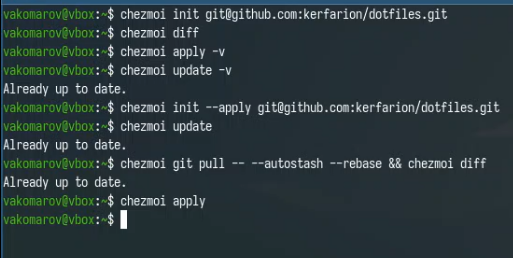 vakomarov@vbox:~$ chezmoi init git@github.com:kerfarion/dotfiles.git
vakomarov@vbox:~$ chezmoi diff
vakomarov@vbox:~$ chezmoi apply -v
vakomarov@vbox:~$ chezmoi update -v
Already up to date.
vakomarov@vbox:~$ chezmoi init --apply git@github.com:kerfarion/dotfiles.git
vakomarov@vbox:~$ chezmoi update
Already up to date.
vakomarov@vbox:~$ chezmoi git pull -- --autostash --rebase && chezmoi diff
Already up to date.
vakomarov@vbox:~$ chezmoi apply
vakomarov@vbox:~$